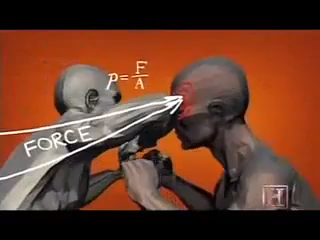 p = F/A
FORCE
H